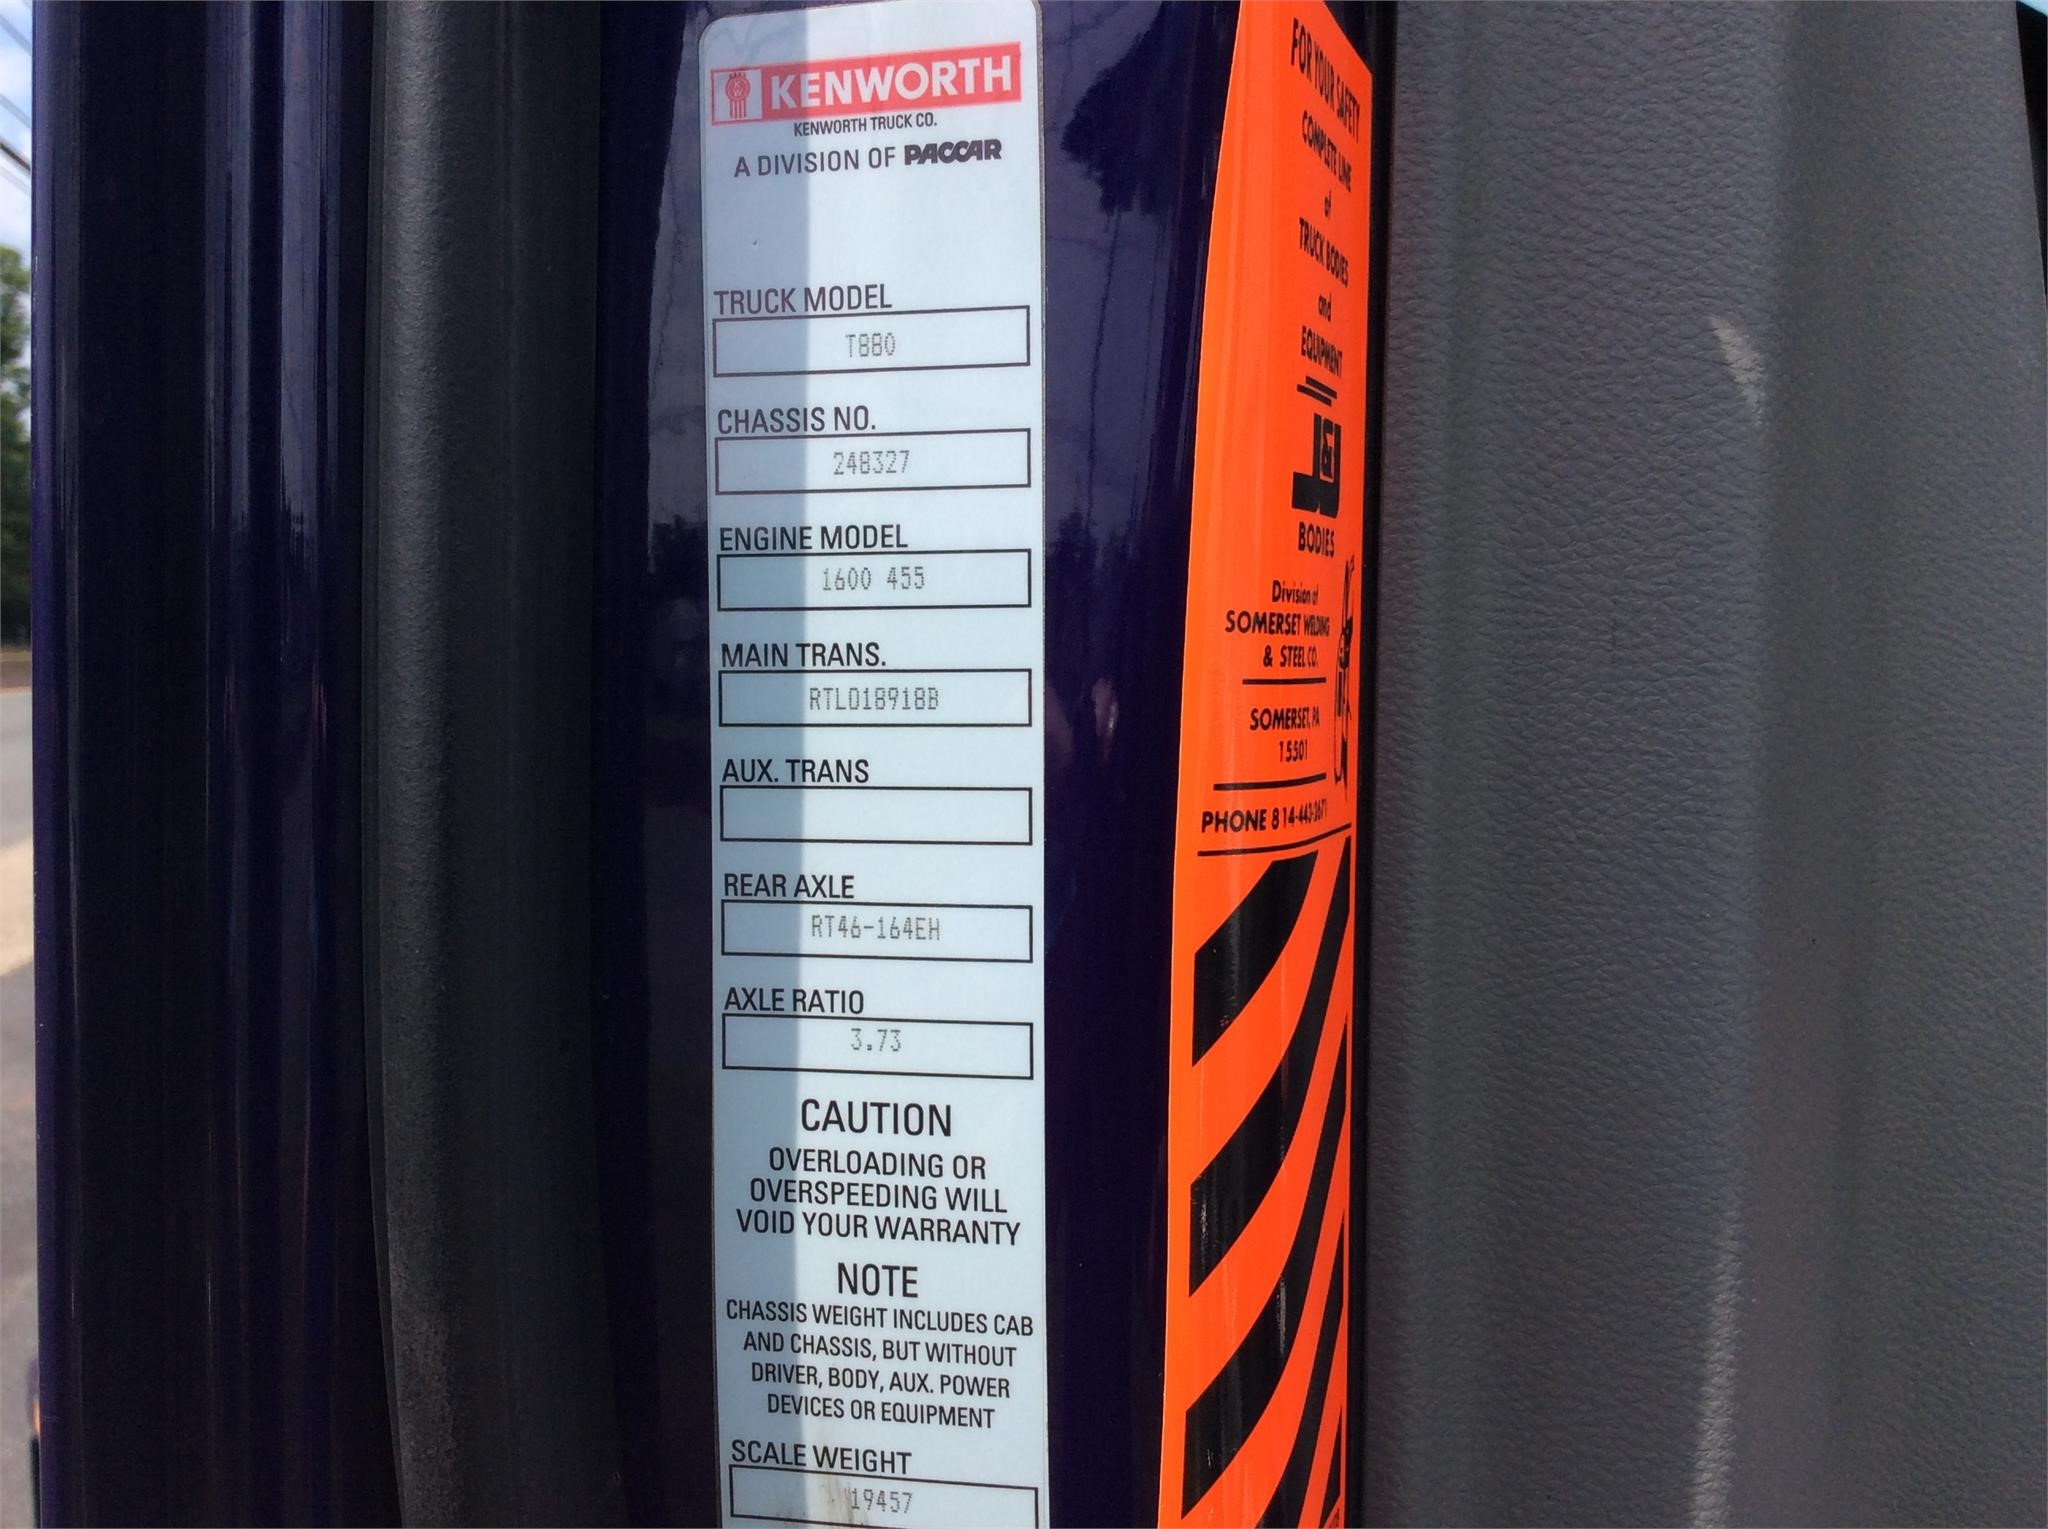 KENWORTH
KENWORTH TRUCK CO.
A DIVISION OF PACCAR
TRUCK MODEL
T880
CHASSIS NO.
248327
ENGINE MODEL
1600 455
MAIN TRANS.
RTLO18918B
AUX. TRANS
REAR AXLE
RT46-164EH
AXLE RATIO
3.73
CAUTION
OVERLOADING OR
OVERSPEEDING WILL
VOID YOUR WARRANTY
NOTE
CHASSIS WEIGHT INCLUDES CAB
AND CHASSIS, BUT WITHOUT
DRIVER, BODY, AUX. POWER
DEVICES OR EQUIPMENT
SCALE WEIGHT
19457
FOR YOUR SAFETY
COMPLETE LINE
of
TRUCK BODIES
and
EQUIPMENT
J&J
BODIES
Division of
SOMERSET WELDING
& STEEL CO.
SOMERSET, PA
15501
PHONE 814-443-2671